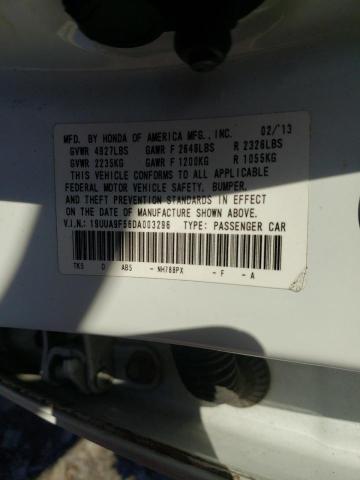 MFD. BY HONDA OF AMERICA MFG., INC. 02/'13
GVWR 4927LBS GAWR F 2648LBS R 2326LBS
GVWR 2235KG GAWR F 1200KG R 1055KG
THIS VEHICLE CONFORMS TO ALL APPLICABLE
FEDERAL MOTOR VEHICLE SAFETY, BUMPER,
AND THEFT PREVENTION STANDARDS IN EFFECT
ON THE DATE OF MANUFACTURE SHOWN ABOVE.
V.I.N.: 19UUA9F56DA003296 TYPE: PASSENGER CAR
TK5 D AB5 - NH788PX - F - A